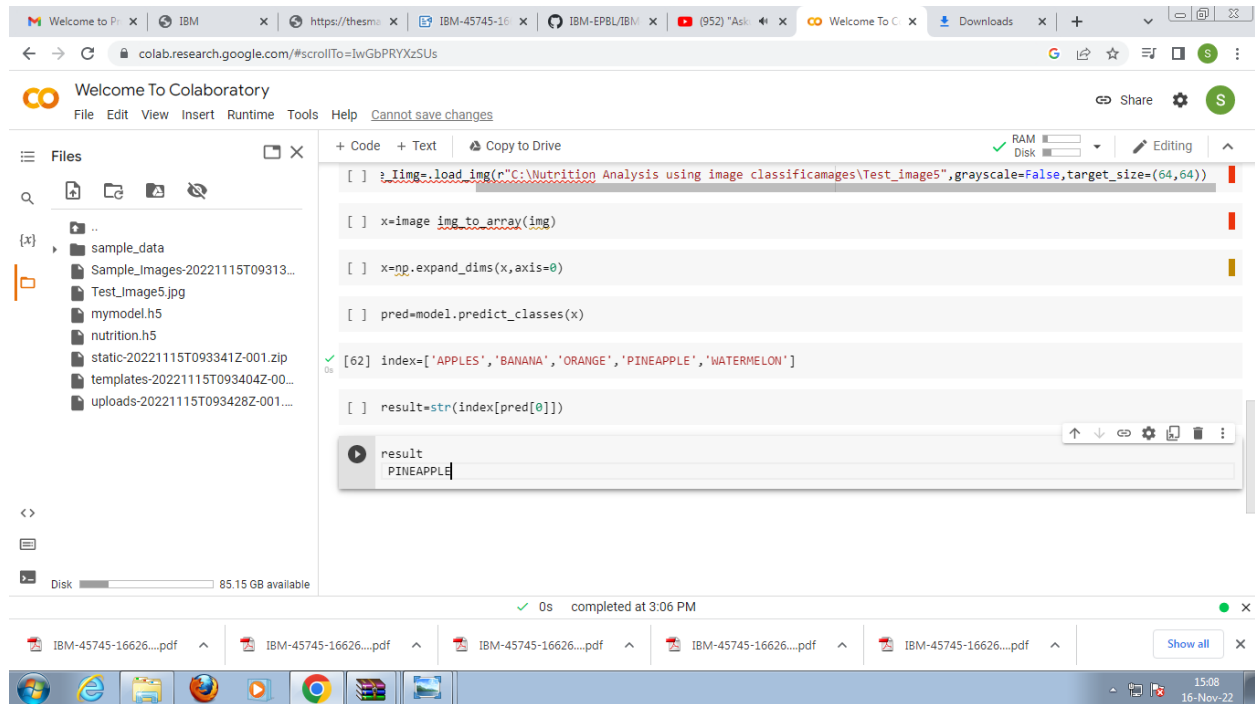 Welcome to Pr
IBM
https://thesma
IBM-45745-16
IBM-EPBL/IBM
(952) "Ask
Welcome To C
Downloads
colab.research.google.com/#scrollTo=IwGbPRYXzSUs
S
CO Welcome To Colaboratory
File Edit View Insert Runtime Tools Help Cannot save changes
Share
S
Files
+ Code + Text Copy to Drive
RAM
Disk
Editing
[ ] e_Iimg=.load_img(r"C:\Nutrition Analysis using image classificamages\Test_image5",grayscale=False,target_size=(64,64))
{x}
..
sample_data
Sample_Images-20221115T09313...
Test_Image5.jpg
mymodel.h5
nutrition.h5
static-20221115T093341Z-001.zip
templates-20221115T093404Z-00...
uploads-20221115T093428Z-001....
[ ] x=image img_to_array(img)
[ ] x=np.expand_dims(x,axis=0)
[ ] pred=model.predict_classes(x)
0s
[62] index=['APPLES','BANANA','ORANGE','PINEAPPLE','WATERMELON']
[ ] result=str(index[pred[0]])
result
PINEAPPLE
Disk 85.15 GB available
0s completed at 3:06 PM
IBM-45745-16626....pdf
IBM-45745-16626....pdf
IBM-45745-16626....pdf
IBM-45745-16626....pdf
IBM-45745-16626....pdf
Show all
15:08
16-Nov-22